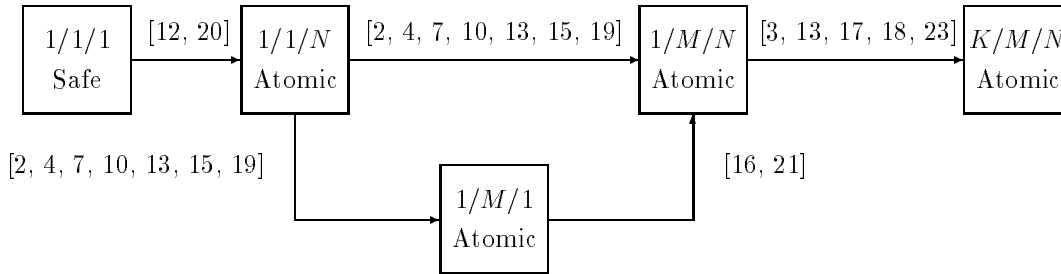 1/1/1
Safe
[12, 20]
1/1/N
Atomic
[2, 4, 7, 10, 13, 15, 19]
1/M/N
Atomic
[3, 13, 17, 18, 23]
K/M/N
Atomic
[2, 4, 7, 10, 13, 15, 19]
1/M/1
Atomic
[16, 21]